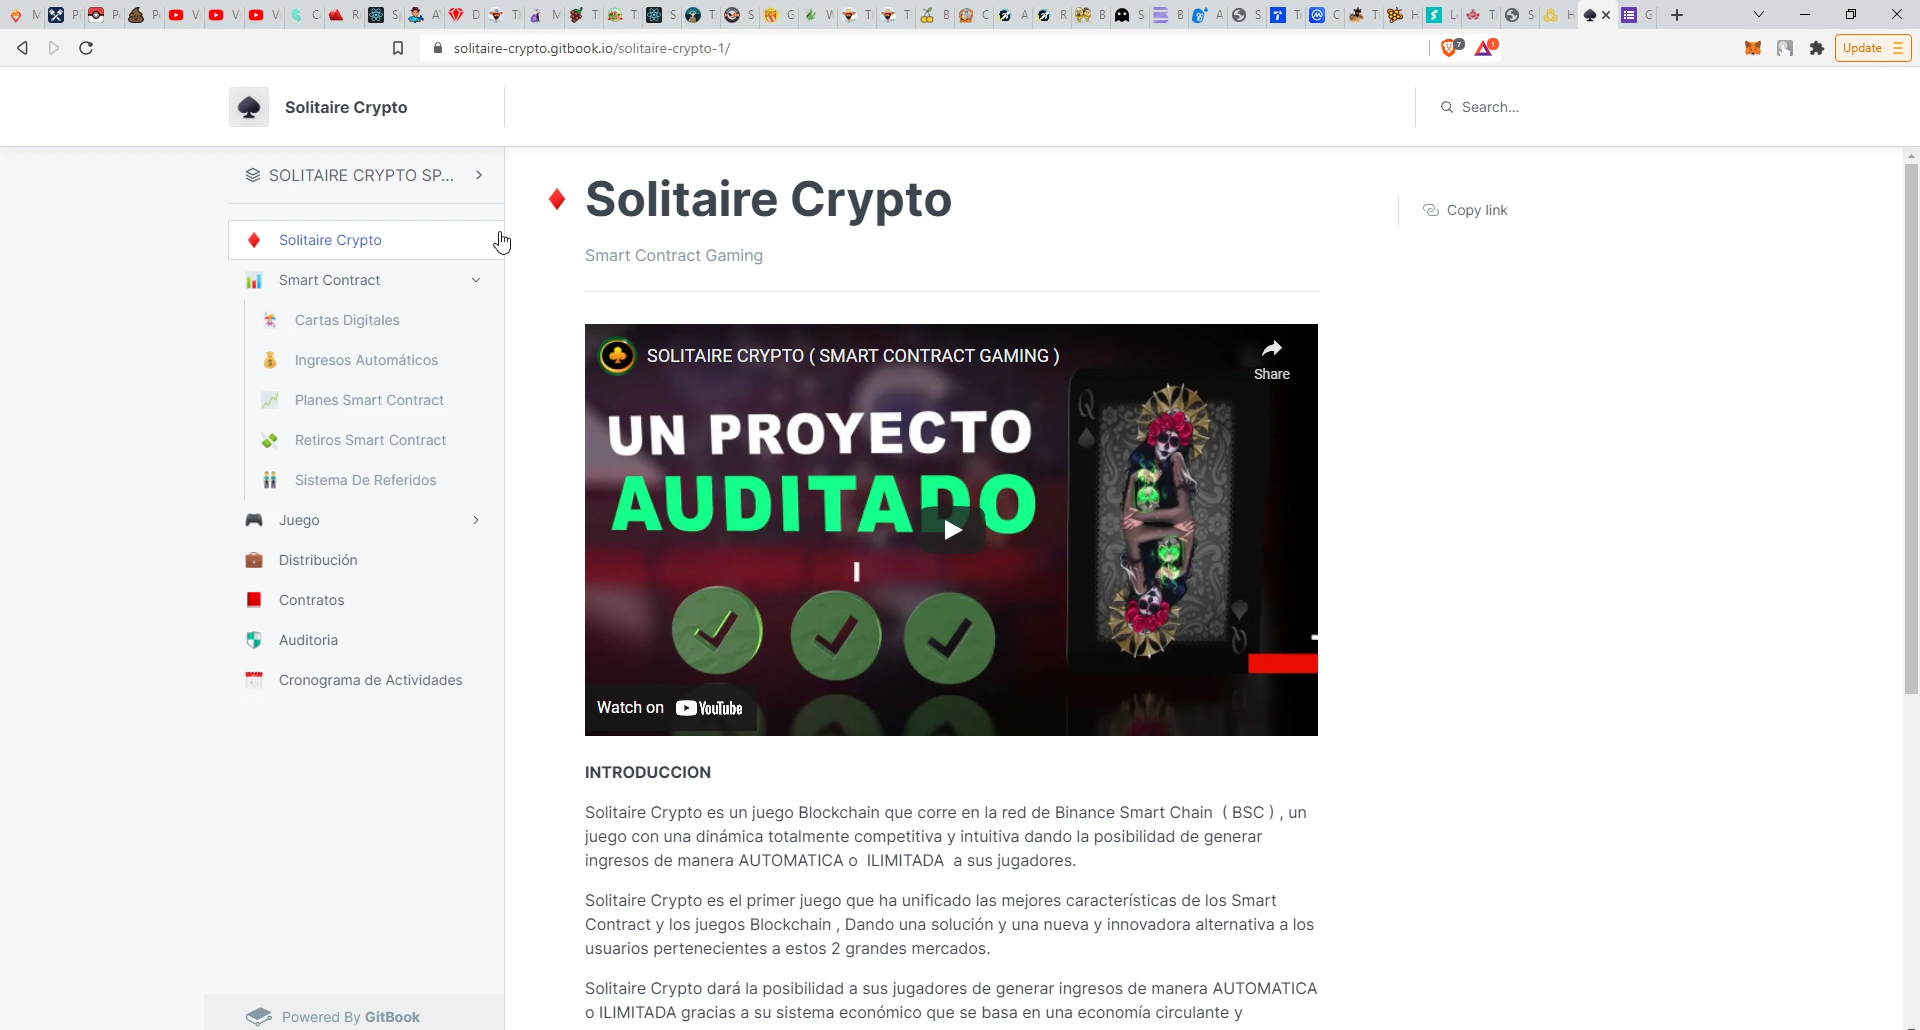 solitaire-crypto.gitbook.io/solitaire-crypto-1/
7
1
Update
Solitaire Crypto
Search...
SOLITAIRE CRYPTO SP...
Solitaire Crypto
Smart Contract
Cartas Digitales
Ingresos Automáticos
Planes Smart Contract
Retiros Smart Contract
Sistema De Referidos
Juego
Distribución
Contratos
Auditoria
Cronograma de Actividades
Powered By GitBook
Solitaire Crypto
Copy link
Smart Contract Gaming
SOLITAIRE CRYPTO ( SMART CONTRACT GAMING )
Share
UN PROYECTO
AUDITADO
Q
Q
Watch on YouTube
INTRODUCCION
Solitaire Crypto es un juego Blockchain que corre en la red de Binance Smart Chain ( BSC ) , un
juego con una dinámica totalmente competitiva y intuitiva dando la posibilidad de generar
ingresos de manera AUTOMATICA o ILIMITADA a sus jugadores.
Solitaire Crypto es el primer juego que ha unificado las mejores características de los Smart
Contract y los juegos Blockchain , Dando una solución y una nueva y innovadora alternativa a los
usuarios pertenecientes a estos 2 grandes mercados.
Solitaire Crypto dará la posibilidad a sus jugadores de generar ingresos de manera AUTOMATICA
o ILIMITADA gracias a su sistema económico que se basa en una economía circulante y